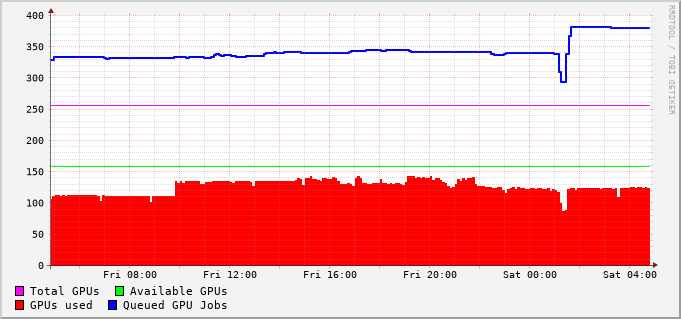 400
350
300
250
200
150
100
50
0
Fri 08:00 Fri 12:00 Fri 16:00 Fri 20:00 Sat 00:00 Sat 04:00
Total GPUs Available GPUs
GPUs used Queued GPU Jobs
RRDTOOL / TOBI OETIKER